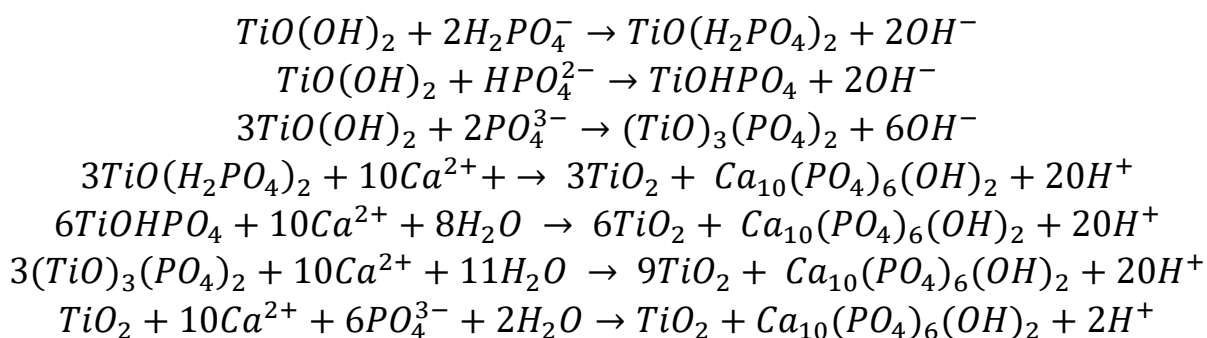 TiO(OH)₂ + 2H₂PO₄⁻ → TiO(H₂PO₄)₂ + 2OH⁻
TiO(OH)₂ + HPO₄²⁻ → TiOHPO₄ + 2OH⁻
3TiO(OH)₂ + 2PO₄³⁻ → (TiO)₃(PO₄)₂ + 6OH⁻
3TiO(H₂PO₄)₂ + 10Ca²⁺ + → 3TiO₂ + Ca₁₀(PO₄)₆(OH)₂ + 20H⁺
6TiOHPO₄ + 10Ca²⁺ + 8H₂O → 6TiO₂ + Ca₁₀(PO₄)₆(OH)₂ + 20H⁺
3(TiO)₃(PO₄)₂ + 10Ca²⁺ + 11H₂O → 9TiO₂ + Ca₁₀(PO₄)₆(OH)₂ + 20H⁺
TiO₂ + 10Ca²⁺ + 6PO₄³⁻ + 2H₂O → TiO₂ + Ca₁₀(PO₄)₆(OH)₂ + 2H⁺